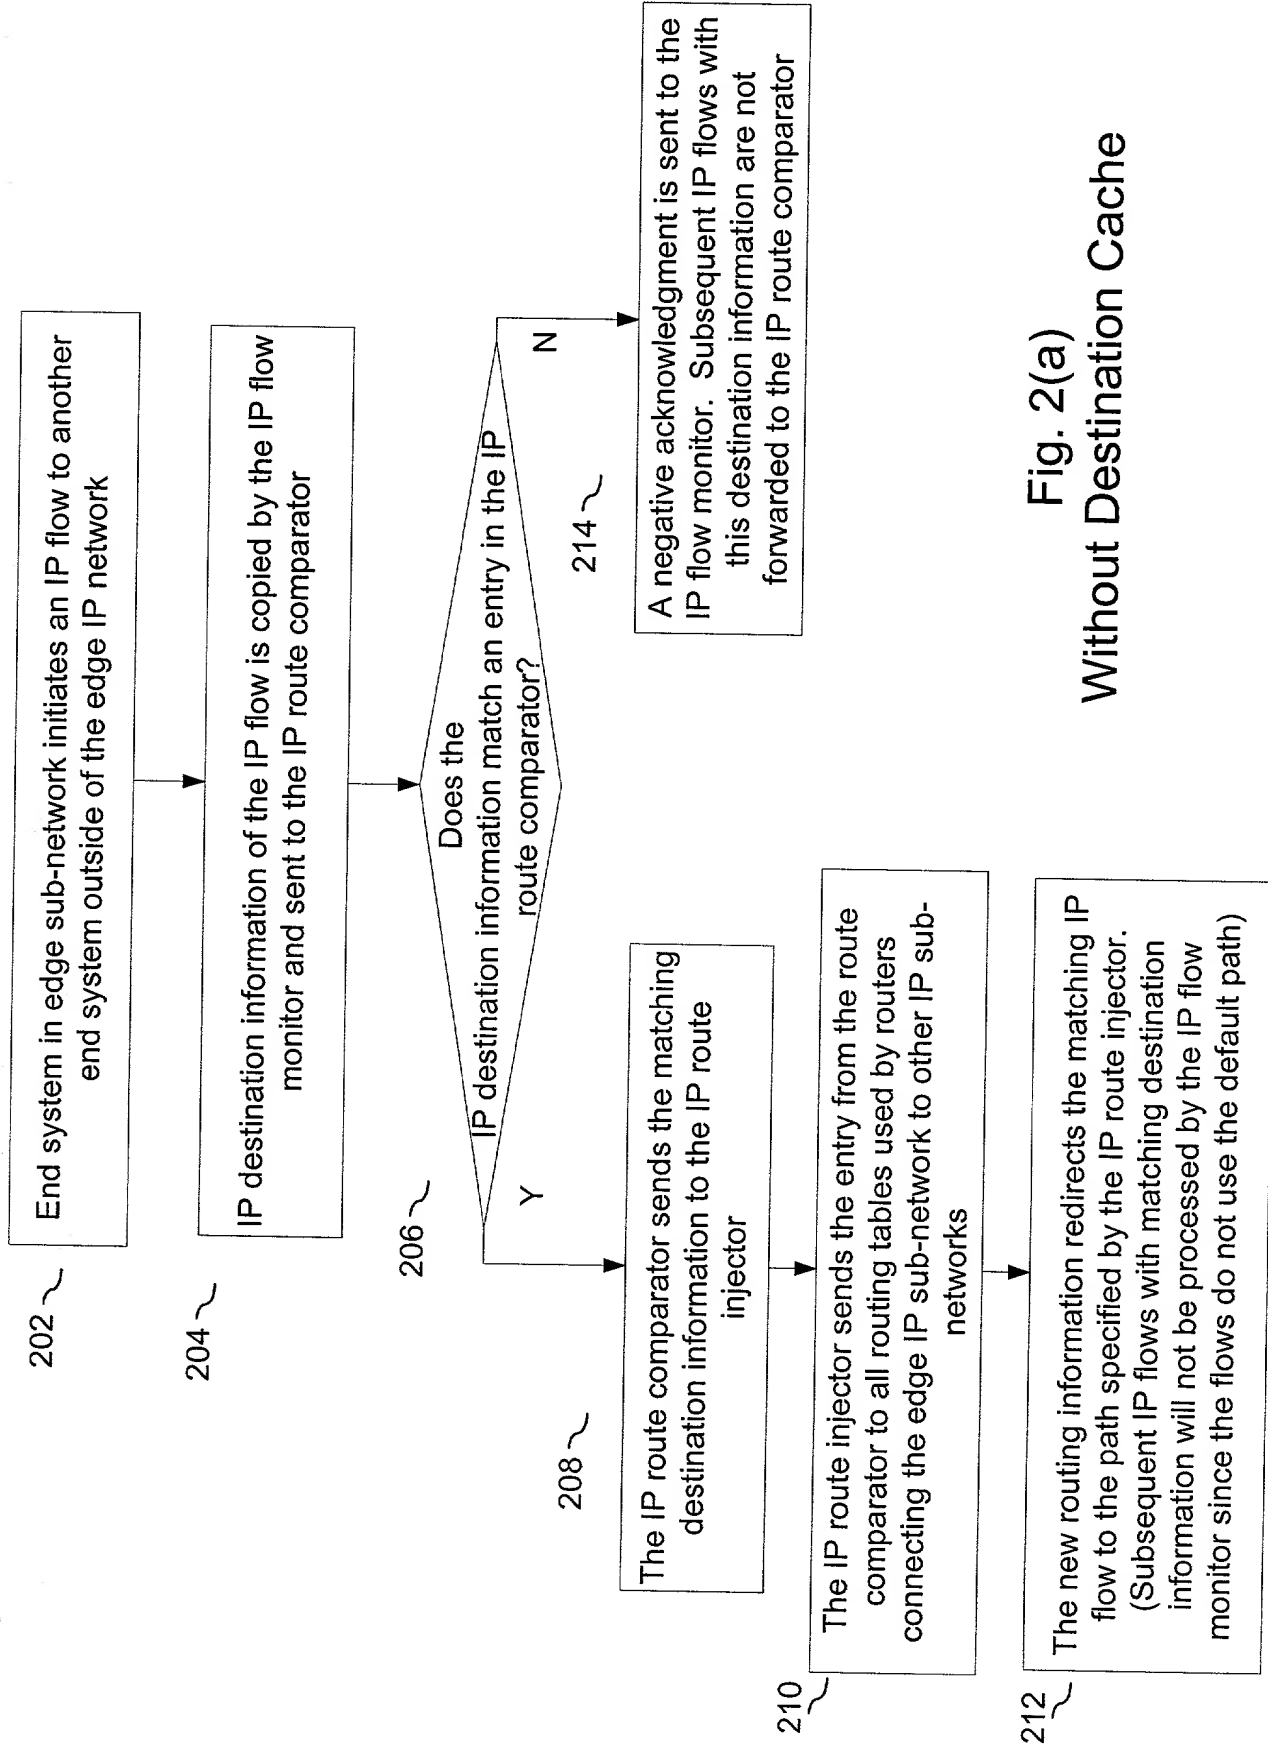 202
End system in edge sub-network initiates an IP flow to another
end system outside of the edge IP network
204
IP destination information of the IP flow is copied by the IP flow
monitor and sent to the IP route comparator
206
Does the
IP destination information match an entry in the IP
route comparator?
Y
N
208
The IP route comparator sends the matching
destination information to the IP route
injector
214
A negative acknowledgment is sent to the
IP flow monitor. Subsequent IP flows with
this destination information are not
forwarded to the IP route comparator
210
The IP route injector sends the entry from the route
comparator to all routing tables used by routers
connecting the edge IP sub-network to other IP sub-
networks
212
The new routing information redirects the matching IP
flow to the path specified by the IP route injector.
(Subsequent IP flows with matching destination
information will not be processed by the IP flow
monitor since the flows do not use the default path)
Fig. 2(a)
Without Destination Cache